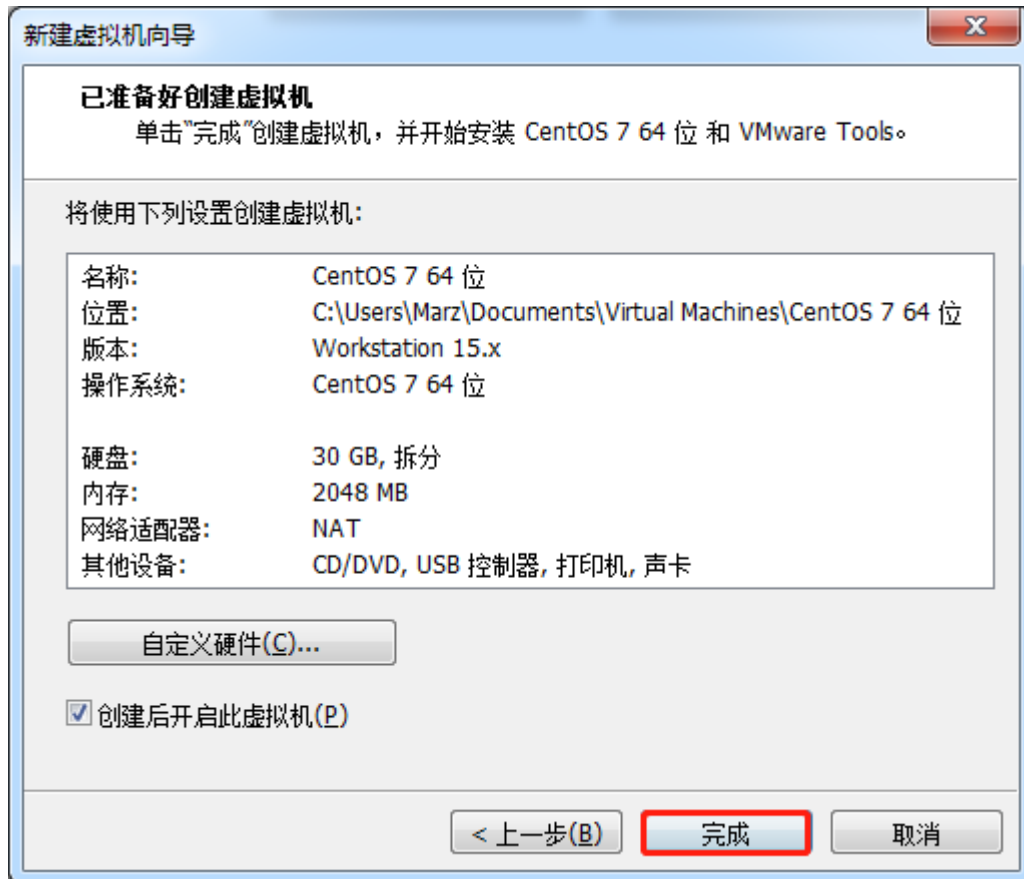 新建虚拟机向导
已准备好创建虚拟机
单击"完成"创建虚拟机，并开始安装 CentOS 7 64 位 和 VMware Tools。
将使用下列设置创建虚拟机:
名称: CentOS 7 64 位
位置: C:\Users\Marz\Documents\Virtual Machines\CentOS 7 64 位
版本: Workstation 15.x
操作系统: CentOS 7 64 位
硬盘: 30 GB, 拆分
内存: 2048 MB
网络适配器: NAT
其他设备: CD/DVD, USB 控制器, 打印机, 声卡
自定义硬件(C)...
创建后开启此虚拟机(P)
< 上一步(B) 完成 取消